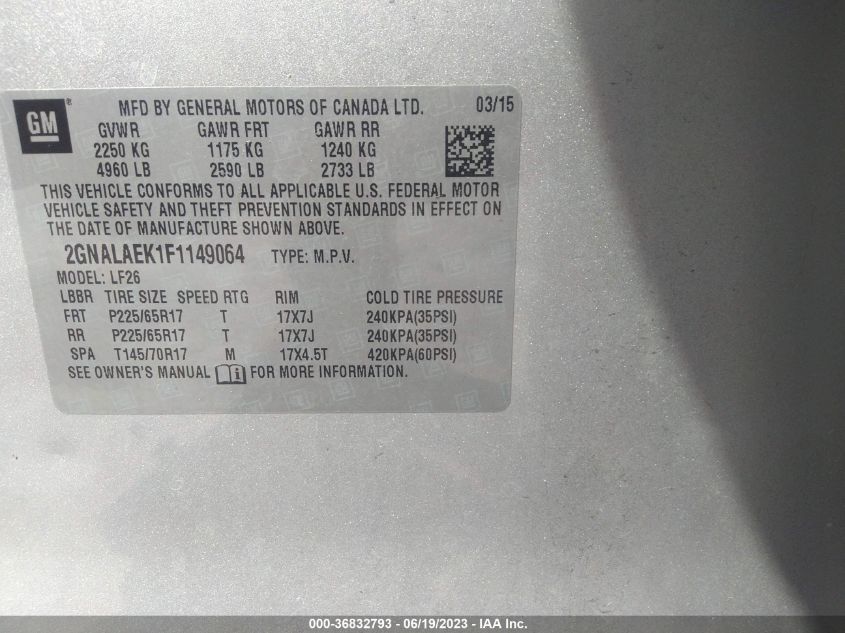 GM ®
MFD BY GENERAL MOTORS OF CANADA LTD. 03/15
GVWR GAWR FRT GAWR RR
2250 KG 1175 KG 1240 KG
4960 LB 2590 LB 2733 LB
THIS VEHICLE CONFORMS TO ALL APPLICABLE U.S. FEDERAL MOTOR
VEHICLE SAFETY AND THEFT PREVENTION STANDARDS IN EFFECT ON
THE DATE OF MANUFACTURE SHOWN ABOVE.
2GNALAEK1F1149064 TYPE: M.P.V.
MODEL: LF26
LBBR TIRE SIZE SPEED RTG RIM COLD TIRE PRESSURE
FRT P225/65R17 T 17X7J 240KPA(35PSI)
RR P225/65R17 T 17X7J 240KPA(35PSI)
SPA T145/70R17 M 17X4.5T 420KPA(60PSI)
SEE OWNER'S MANUAL FOR MORE INFORMATION.
000-36832793 - 06/19/2023 - IAA Inc.